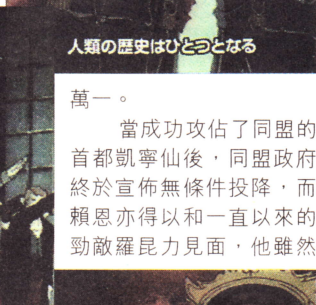 人類の歴史はひとつとなる
萬一。
當成功攻佔了同盟的
首都凱寧仙後，同盟政府
終於宣佈無條件投降，而
賴恩亦得以和一直以來的
勁敵羅昆力見面，他雖然